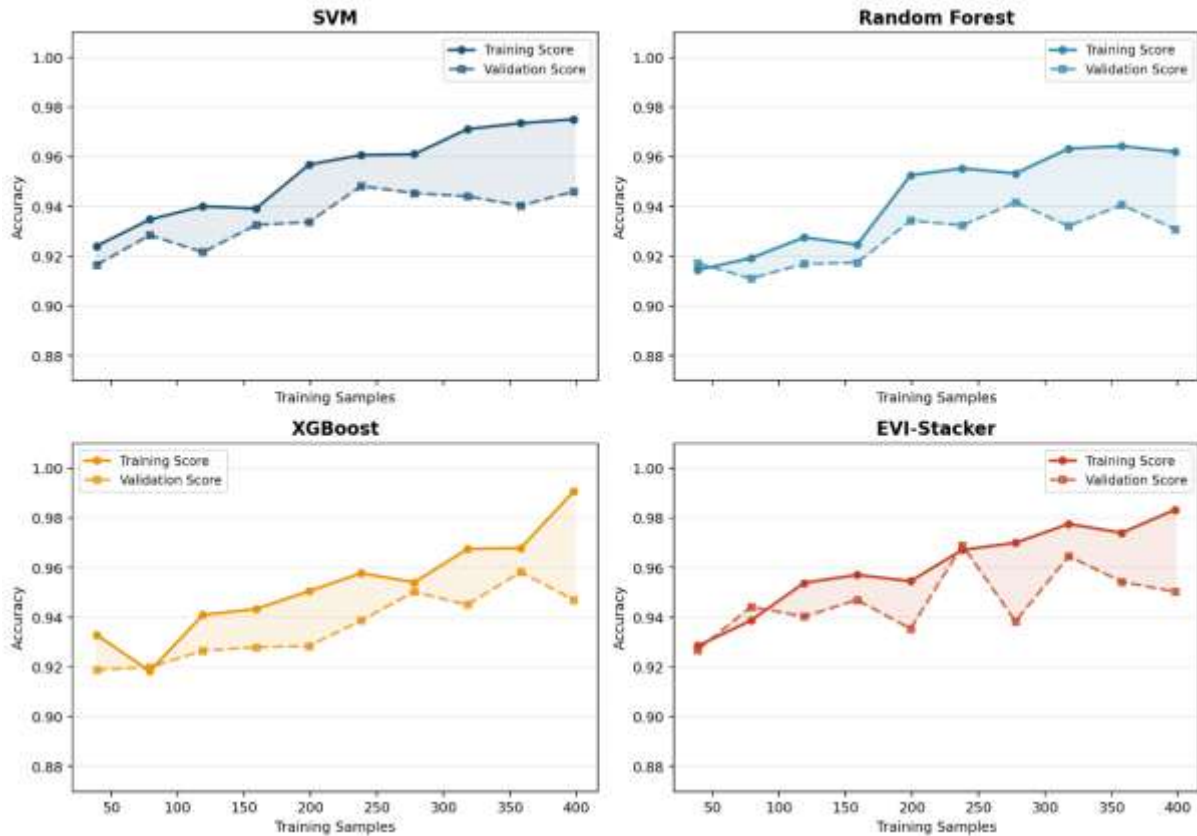 SVM
Training Score
Validation Score
1.00
0.98
0.96
0.94
0.92
0.90
0.88
Accuracy
Training Samples
Random Forest
Training Score
Validation Score
1.00
0.98
0.96
0.94
0.92
0.90
0.88
Accuracy
Training Samples
XGBoost
Training Score
Validation Score
1.00
0.98
0.96
0.94
0.92
0.90
0.88
Accuracy
50 100 150 200 250 300 350 400
Training Samples
EVI-Stacker
Training Score
Validation Score
1.00
0.98
0.96
0.94
0.92
0.90
0.88
Accuracy
50 100 150 200 250 300 350 400
Training Samples